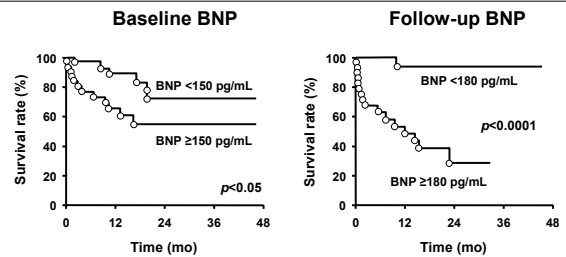 Baseline BNP
Survival rate (%)
100
80
60
40
20
0
BNP <150 pg/mL
BNP ≥150 pg/mL
p<0.05
0 12 24 36 48
Time (mo)
Follow-up BNP
Survival rate (%)
100
80
60
40
20
0
BNP <180 pg/mL
p<0.0001
BNP ≥180 pg/mL
0 12 24 36 48
Time (mo)